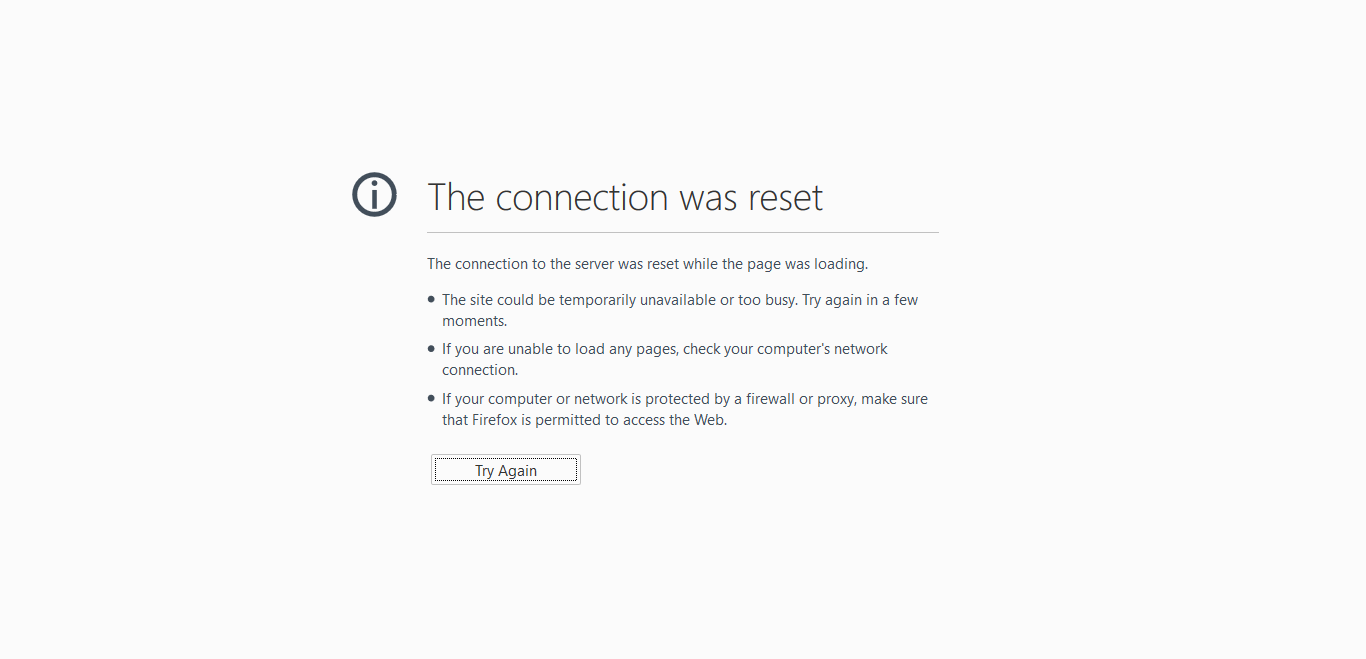 The connection was reset
The connection to the server was reset while the page was loading.
The site could be temporarily unavailable or too busy. Try again in a few
moments.
If you are unable to load any pages, check your computer's network
connection.
If your computer or network is protected by a firewall or proxy, make sure
that Firefox is permitted to access the Web.
Try Again